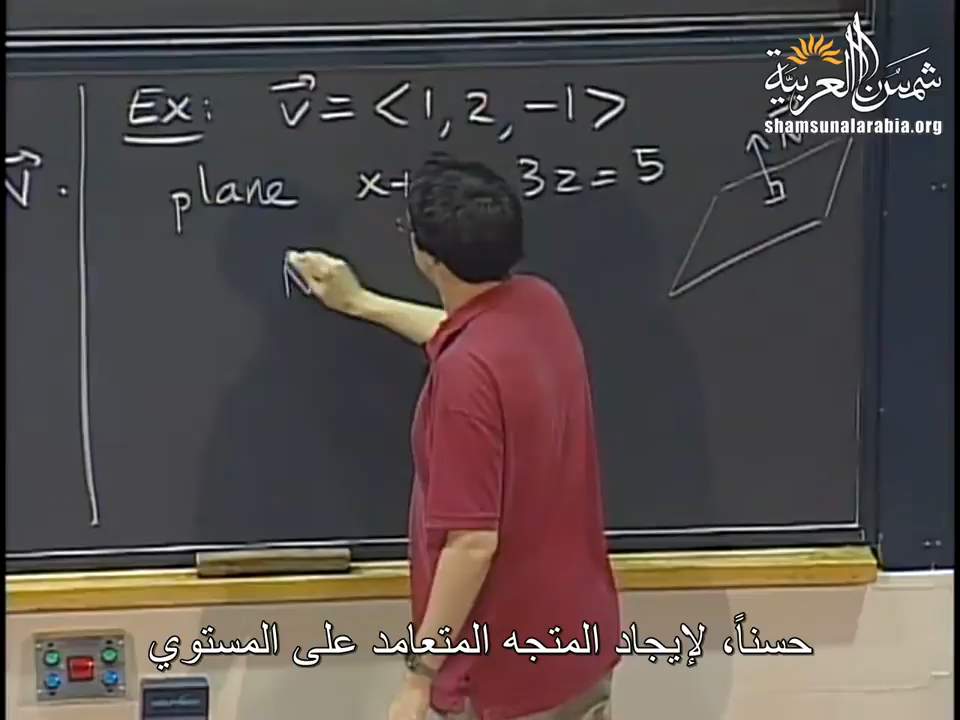 شمس العربية
shamsunalarabia.org
Ex: v = <1, 2, -1>
v .
plane x+ 3z = 5
N
N
حسناً، لإيجاد المتجه المتعامد على المستوي